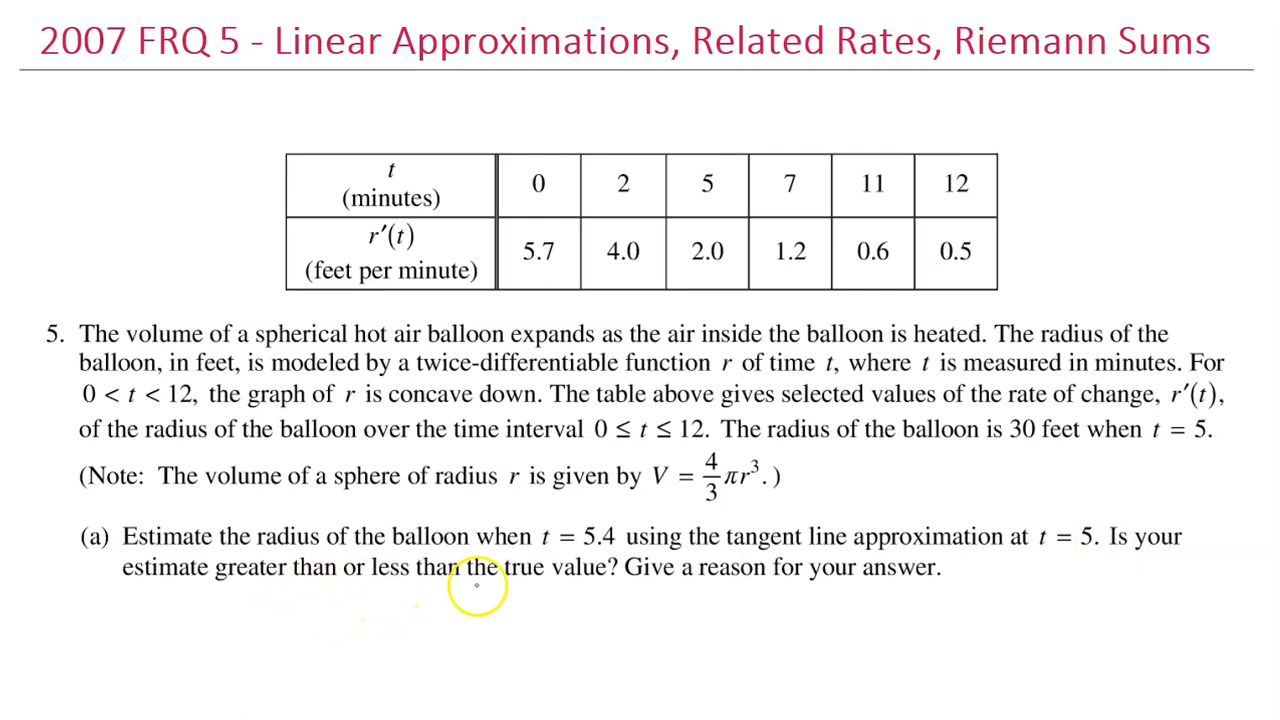 2007 FRQ 5 - Linear Approximations, Related Rates, Riemann Sums
t (minutes) 0 2 5 7 11 12
r′(t) (feet per minute) 5.7 4.0 2.0 1.2 0.6 0.5
5. The volume of a spherical hot air balloon expands as the air inside the balloon is heated. The radius of the
balloon, in feet, is modeled by a twice-differentiable function r of time t, where t is measured in minutes. For
0 < t < 12, the graph of r is concave down. The table above gives selected values of the rate of change, r′(t),
of the radius of the balloon over the time interval 0 ≤ t ≤ 12. The radius of the balloon is 30 feet when t = 5.
(Note: The volume of a sphere of radius r is given by V = 4/3 πr³.)
(a) Estimate the radius of the balloon when t = 5.4 using the tangent line approximation at t = 5. Is your
estimate greater than or less than the true value? Give a reason for your answer.